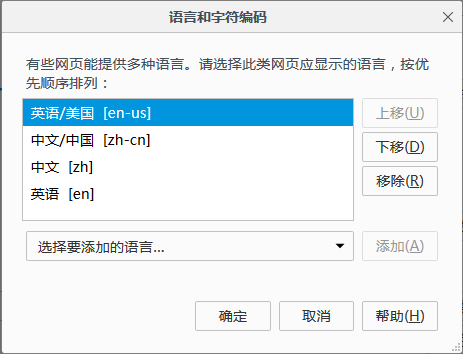 语言和字符编码
有些网页能提供多种语言。请选择此类网页应显示的语言，按优
先顺序排列：
英语/美国 [en-us]
上移(U)
中文/中国 [zh-cn]
下移(D)
中文 [zh]
移除(R)
英语 [en]
选择要添加的语言...
添加(A)
确定
取消
帮助(H)